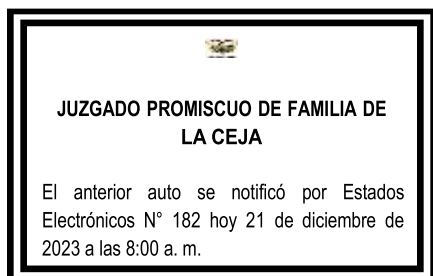 JUZGADO PROMISCUO DE FAMILIA DE
LA CEJA
El anterior auto se notificó por Estados
Electrónicos N° 182 hoy 21 de diciembre de
2023 a las 8:00 a. m.